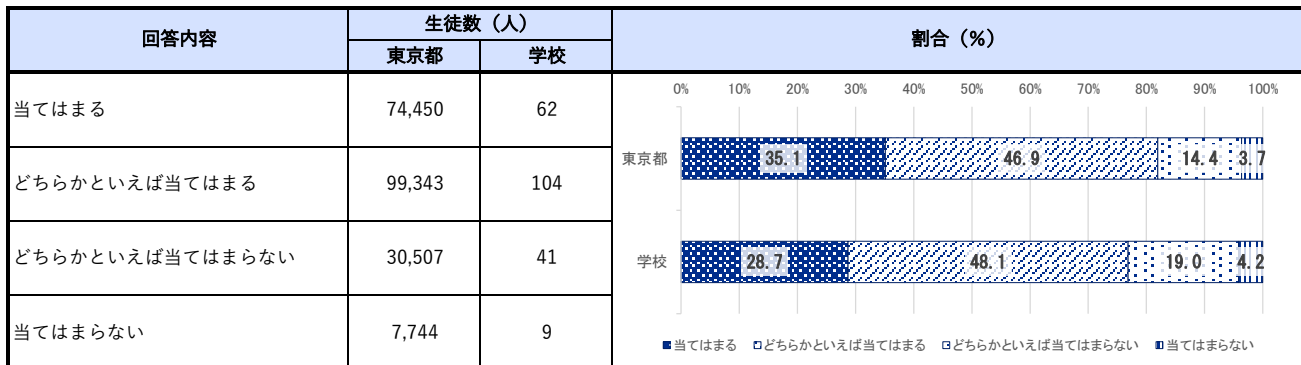 回答内容
生徒数（人）
割合（%）
東京都
学校
当てはまる
74,450
62
どちらかといえば当てはまる
99,343
104
どちらかといえば当てはまらない
30,507
41
当てはまらない
7,744
9
0%
10%
20%
30%
40%
50%
60%
70%
80%
90%
100%
東京都
35.1
46.9
14.4
3.7
学校
28.7
48.1
19.0
4.2
当てはまる
どちらかといえば当てはまる
どちらかといえば当てはまらない
当てはまらない